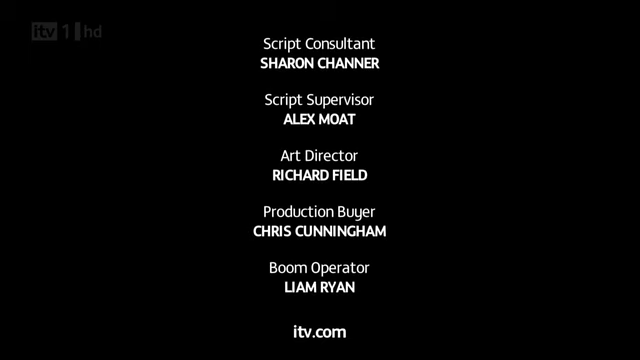 itv 1 hd
Script Consultant
SHARON CHANNER
Script Supervisor
ALEX MOAT
Art Director
RICHARD FIELD
Production Buyer
CHRIS CUNNINGHAM
Boom Operator
LIAM RYAN
itv.com